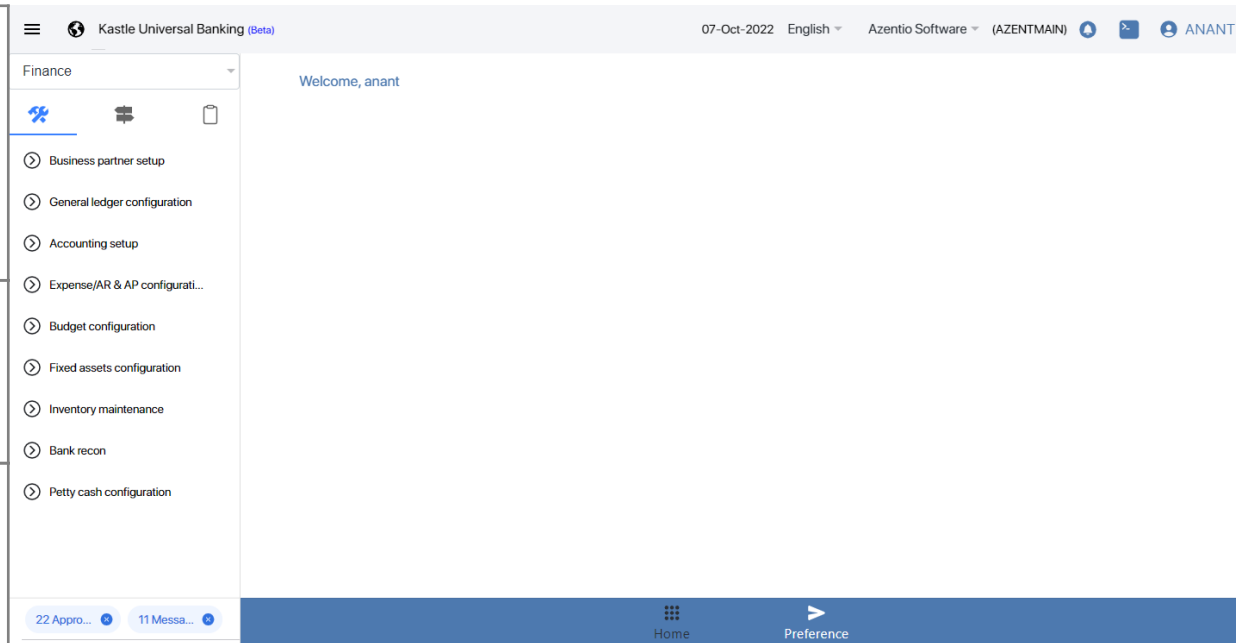 Kastle Universal Banking (Beta) 07-Oct-2022 English Azentio Software (AZENTMAIN) ANANT
Finance
Welcome, anant
Business partner setup
General ledger configuration
Accounting setup
Expense/AR & AP configurati...
Budget configuration
Fixed assets configuration
Inventory maintenance
Bank recon
Petty cash configuration
22 Appro... 11 Messa...
Home Preference